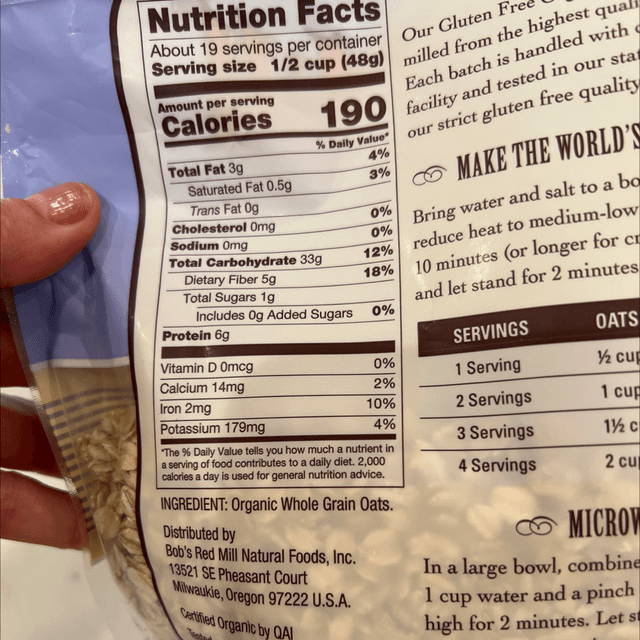 Nutrition Facts
About 19 servings per container
Serving size 1/2 cup (48g)
Amount per serving
Calories 190
% Daily Value*
Total Fat 3g 4%
Saturated Fat 0.5g 3%
Trans Fat 0g
Cholesterol 0mg 0%
Sodium 0mg 0%
Total Carbohydrate 33g 12%
Dietary Fiber 5g 18%
Total Sugars 1g
Includes 0g Added Sugars 0%
Protein 6g
Vitamin D 0mcg 0%
Calcium 14mg 2%
Iron 2mg 10%
Potassium 179mg 4%
*The % Daily Value tells you how much a nutrient in
a serving of food contributes to a daily diet. 2,000
calories a day is used for general nutrition advice.
INGREDIENT: Organic Whole Grain Oats.
Distributed by
Bob's Red Mill Natural Foods, Inc.
13521 SE Pheasant Court
Milwaukie, Oregon 97222 U.S.A.
Certified Organic by QAI
Our Gluten Free
milled from the highest
Each batch is handled with
facility and tested in our
our strict gluten free quality
MAKE THE WORLD'S
Bring water and salt to a
reduce heat to medium-low
10 minutes (or longer for
and let stand for 2 minutes
SERVINGS OATS
1 Serving ½ cup
2 Servings 1 cup
3 Servings 1½
4 Servings 2
In a large bowl, combine
1 cup water and a pinch
high for 2 minutes. Let